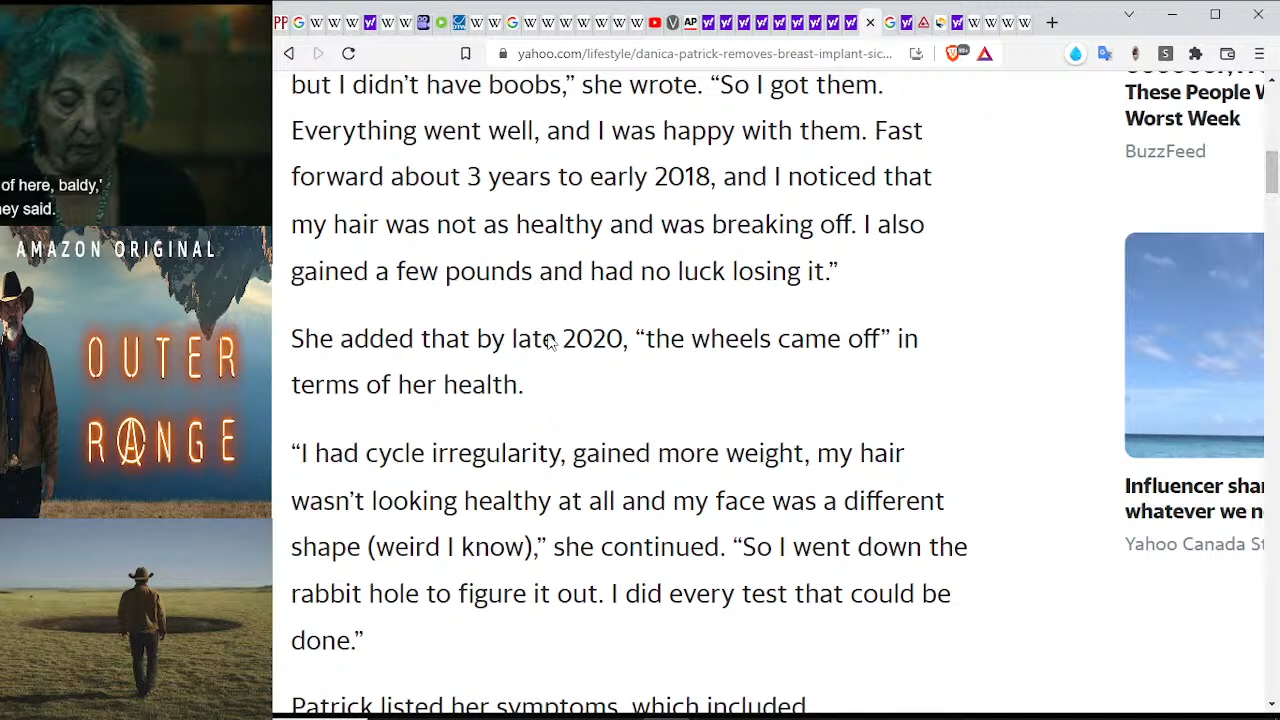 of here, baldy,'
ey said.
AMAZON ORIGINAL
OUTER
RANGE
yahoo.com/lifestyle/danica-patrick-removes-breast-implant-sic...
99+
but I didn't have boobs,” she wrote. “So I got them.
Everything went well, and I was happy with them. Fast
forward about 3 years to early 2018, and I noticed that
my hair was not as healthy and was breaking off. I also
gained a few pounds and had no luck losing it.”
She added that by late 2020, “the wheels came off” in
terms of her health.
“I had cycle irregularity, gained more weight, my hair
wasn't looking healthy at all and my face was a different
shape (weird I know),” she continued. “So I went down the
rabbit hole to figure it out. I did every test that could be
done.”
Patrick listed her symptoms, which included
These People W
Worst Week
BuzzFeed
Influencer shar
whatever we n
Yahoo Canada St